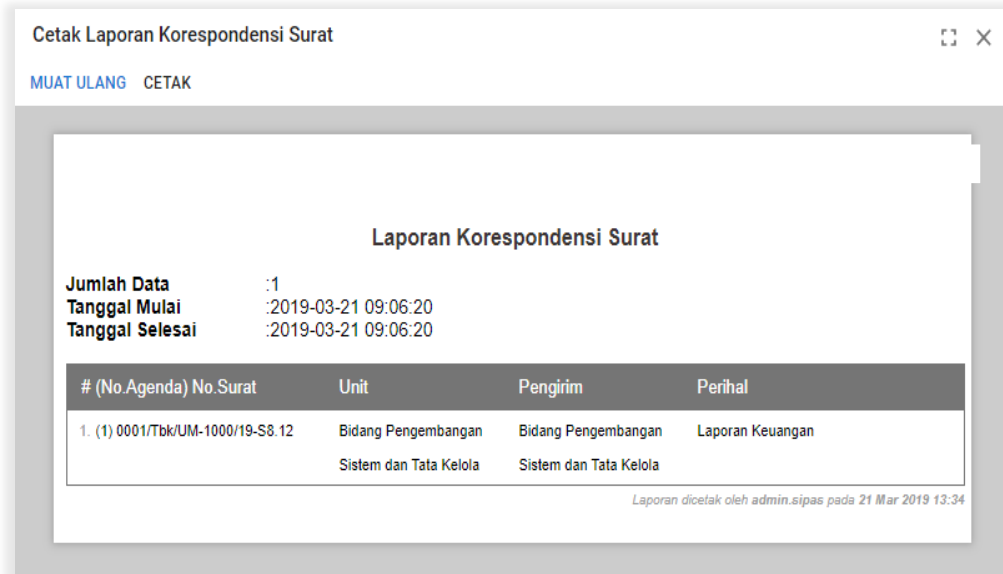 Cetak Laporan Korespondensi Surat
MUAT ULANG CETAK
Laporan Korespondensi Surat
Jumlah Data :1
Tanggal Mulai :2019-03-21 09:06:20
Tanggal Selesai :2019-03-21 09:06:20
# (No.Agenda) No.Surat Unit Pengirim Perihal
1. (1) 0001/Tbk/UM-1000/19-S8.12 Bidang Pengembangan Bidang Pengembangan Laporan Keuangan
Sistem dan Tata Kelola Sistem dan Tata Kelola
Laporan dicetak oleh admin.sipas pada 21 Mar 2019 13:34